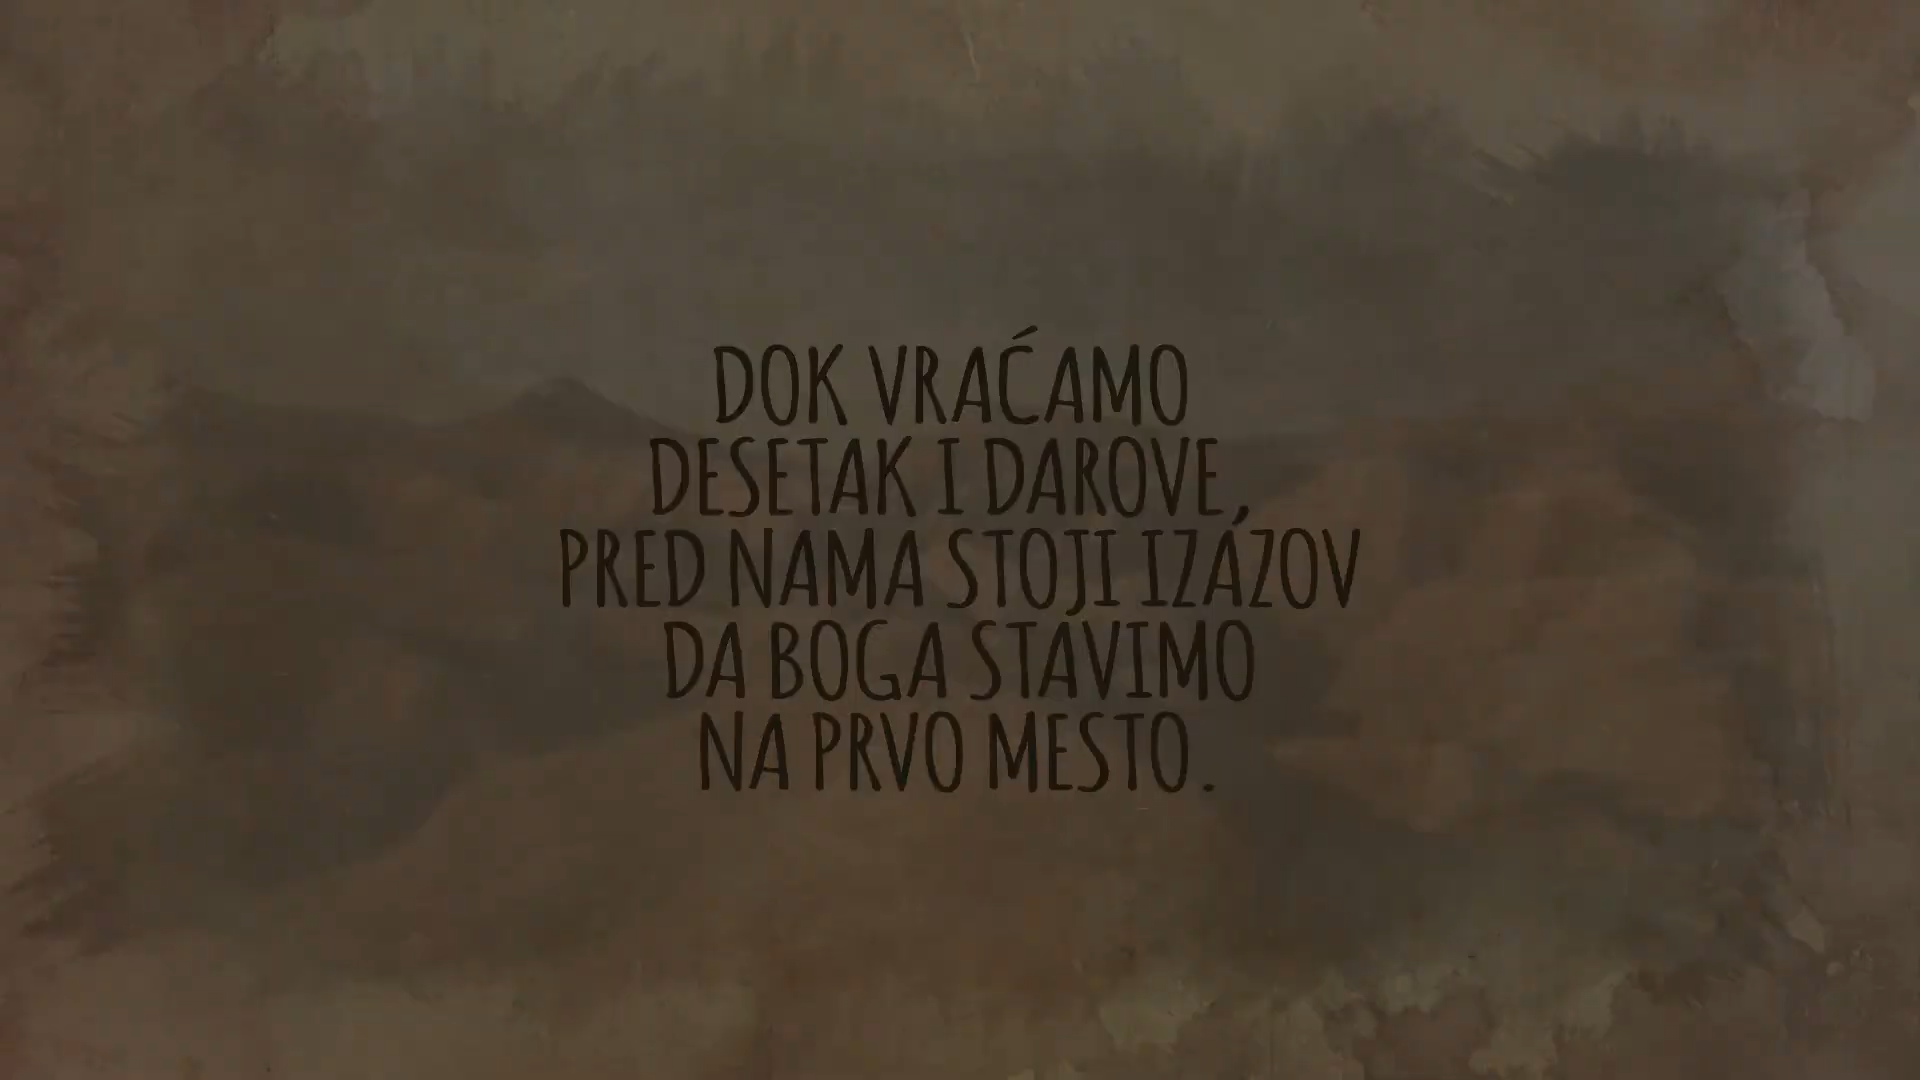 DOK VRAĆAMO
DESETAK I DAROVE,
PRED NAMA STOJI IZAZOV
DA BOGA STAVIMO
NA PRVO MESTO.